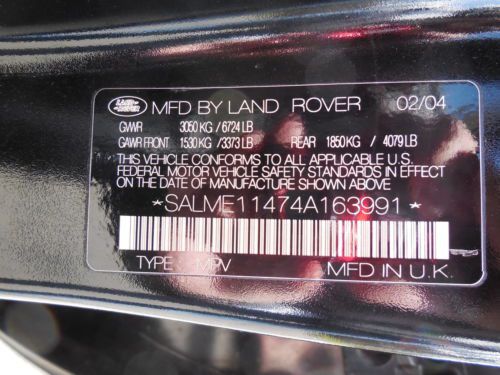 LAND ROVER
MFD BY LAND ROVER 02/04
GVWR 3050 KG / 6724 LB
GAWR FRONT 1530 KG / 3373 LB REAR 1850 KG / 4079 LB
THIS VEHICLE CONFORMS TO ALL APPLICABLE U.S.
FEDERAL MOTOR VEHICLE SAFETY STANDARDS IN EFFECT
ON THE DATE OF MANUFACTURE SHOWN ABOVE
*SALME11474A163991*
TYPE : MPV MFD IN U.K.